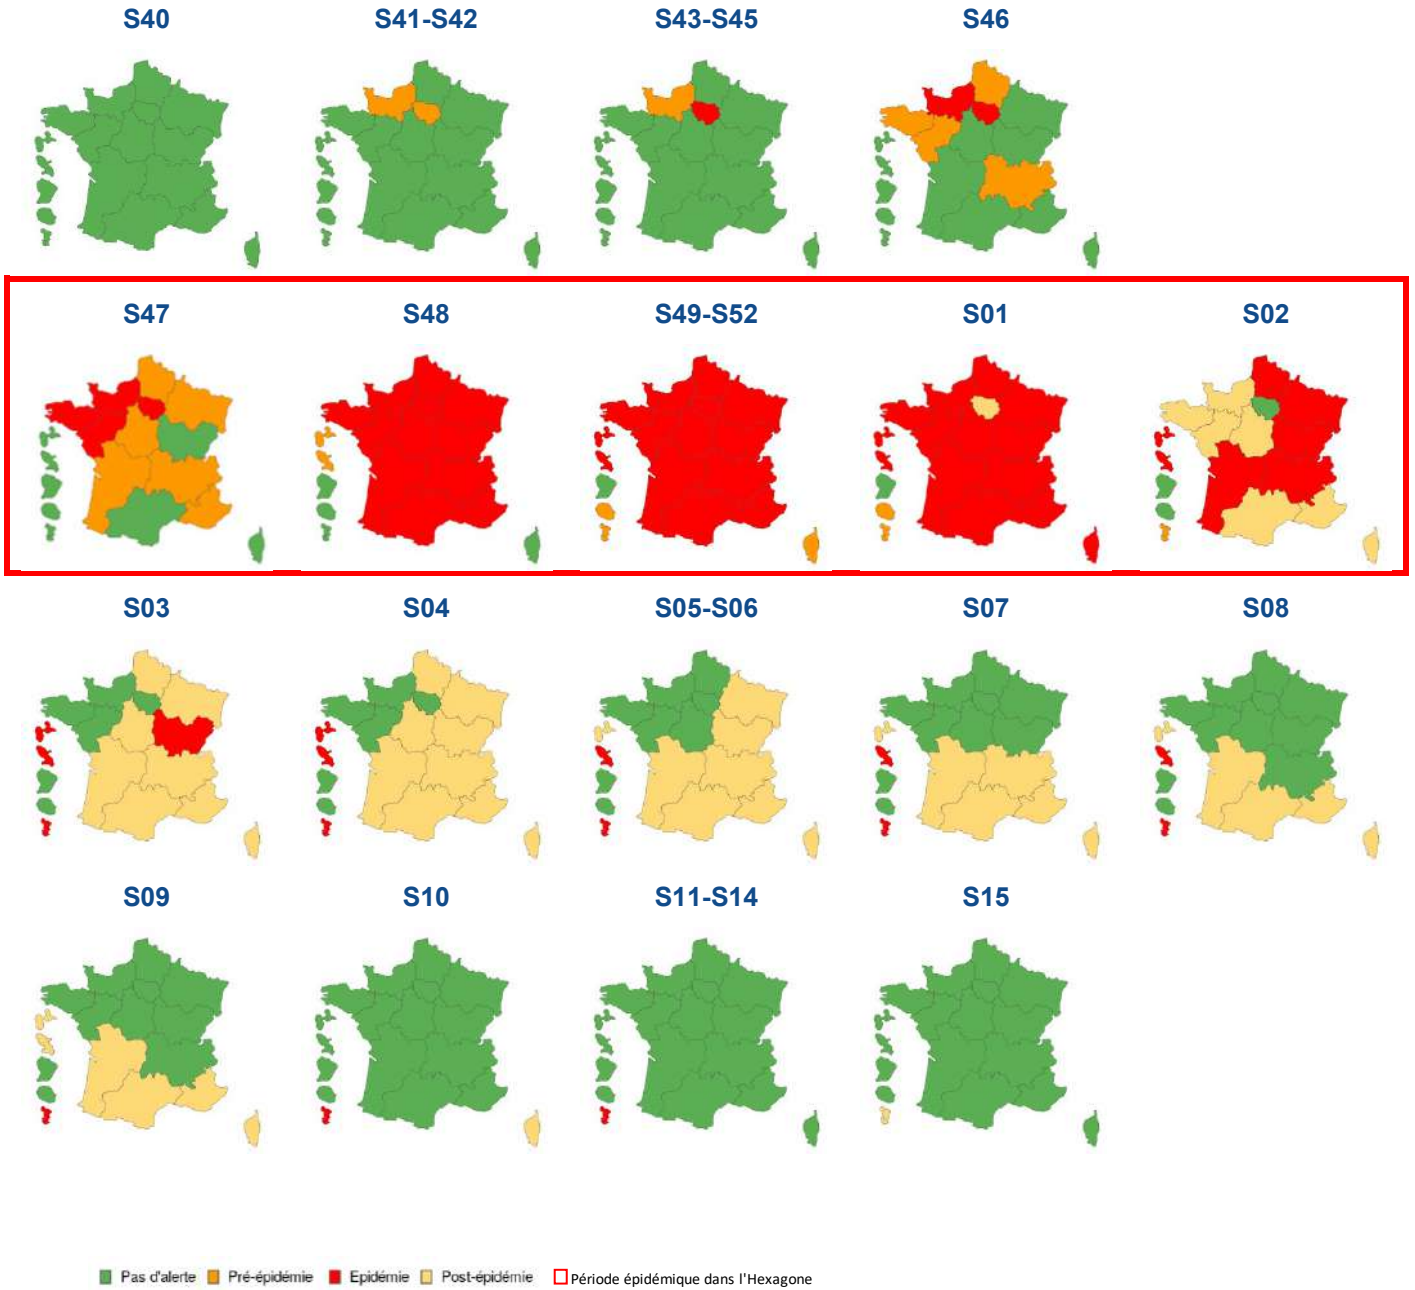 S40 S41-S42 S43-S45 S46
S47 S48 S49-S52 S01 S02
S03 S04 S05-S06 S07 S08
S09 S10 S11-S14 S15
Pas d'alerte Pré-épidémie Epidémie Post-épidémie Période épidémique dans l'Hexagone